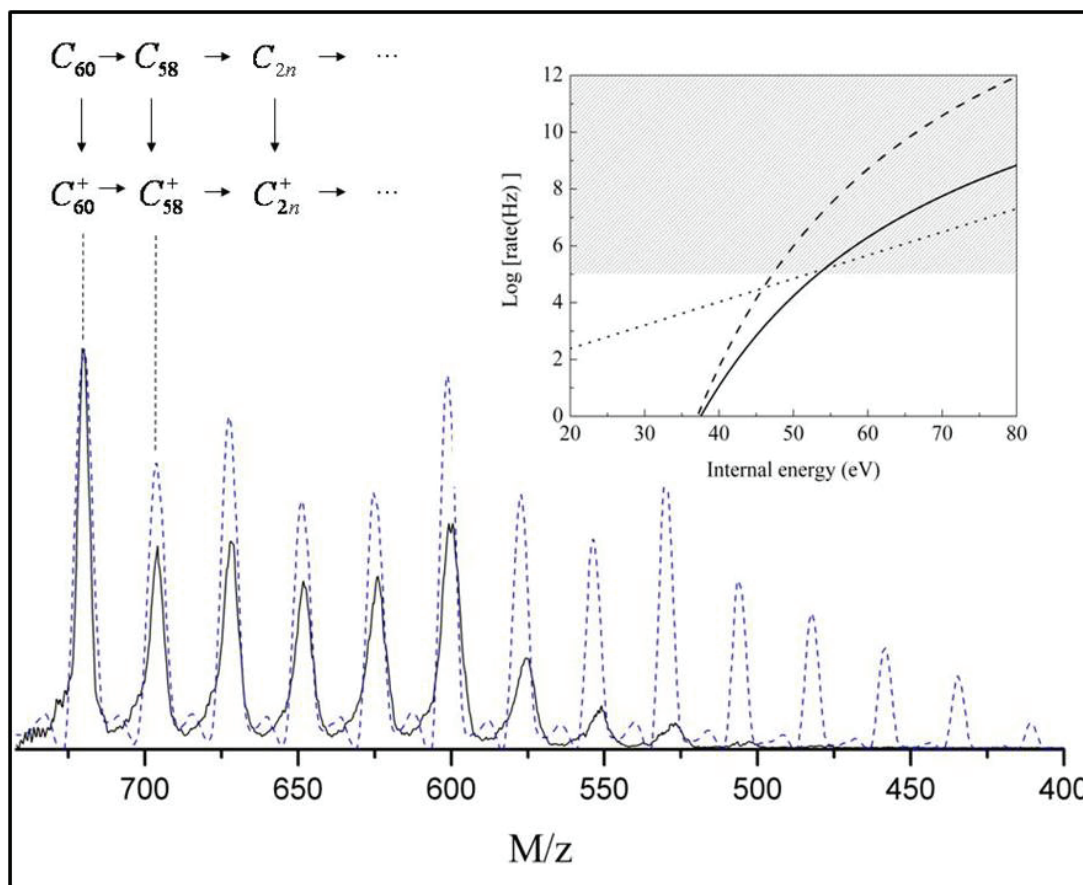 C₆₀ → C₅₈ → C₂ₙ → ...
↓ ↓ ↓
C₆₀⁺ → C₅₈⁺ → C₂ₙ⁺ → ...
12
10
8
6
4
2
0
Log [rate(Hz) ]
20 30 40 50 60 70 80
Internal energy (eV)
700 650 600 550 500 450 400
M/z